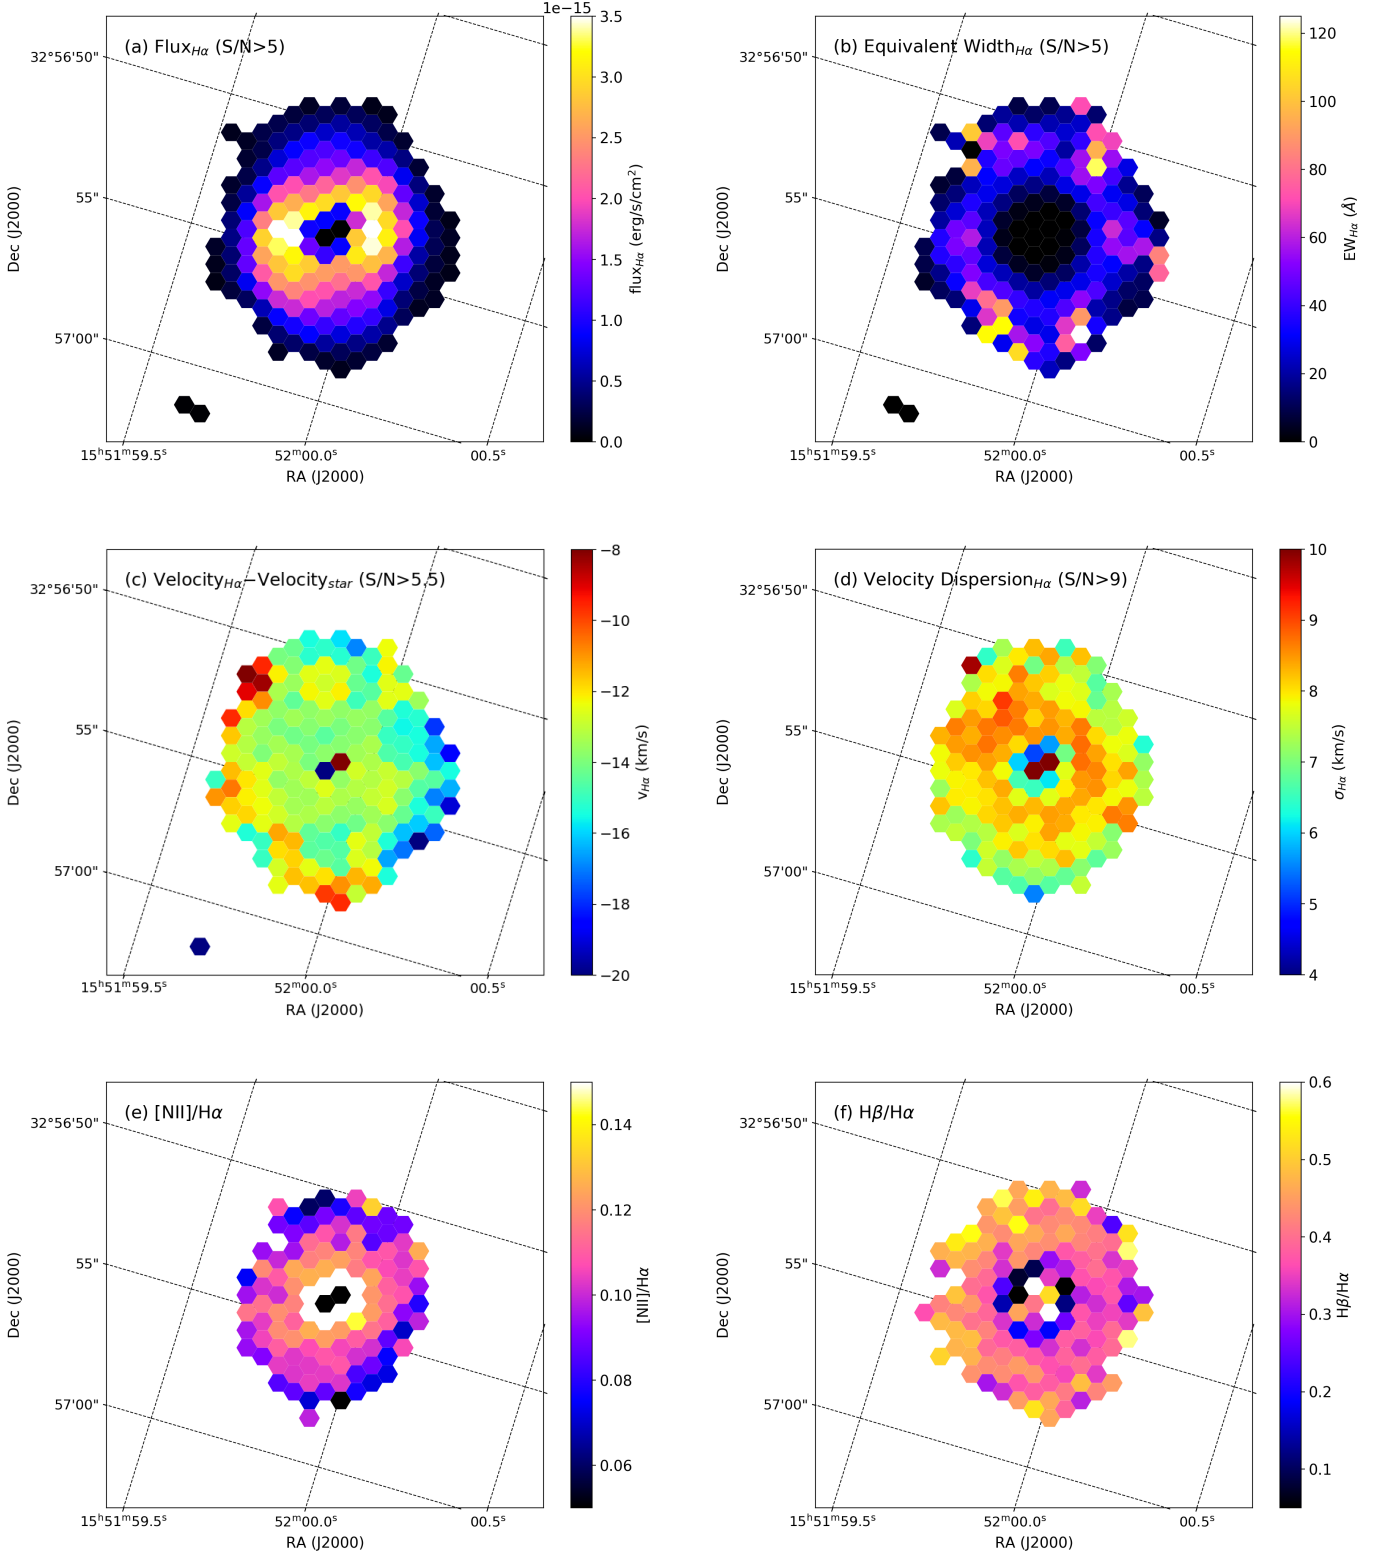 1e−15
(a) Flux_Hα (S/N>5)
32°56'50"
55"
57'00"
Dec (J2000)
15ʰ51ᵐ59.5ˢ
52ᵐ00.0ˢ
00.5ˢ
RA (J2000)
3.5
3.0
2.5
2.0
1.5
1.0
0.5
0.0
flux_Hα (erg/s/cm²)
(b) Equivalent Width_Hα (S/N>5)
32°56'50"
55"
57'00"
Dec (J2000)
15ʰ51ᵐ59.5ˢ
52ᵐ00.0ˢ
00.5ˢ
RA (J2000)
120
100
80
60
40
20
0
EW_Hα (Å)
(c) Velocity_Hα−Velocity_star (S/N>5.5)
32°56'50"
55"
57'00"
Dec (J2000)
15ʰ51ᵐ59.5ˢ
52ᵐ00.0ˢ
00.5ˢ
RA (J2000)
−8
−10
−12
−14
−16
−18
−20
v_Hα (km/s)
(d) Velocity Dispersion_Hα (S/N>9)
32°56'50"
55"
57'00"
Dec (J2000)
15ʰ51ᵐ59.5ˢ
52ᵐ00.0ˢ
00.5ˢ
RA (J2000)
10
9
8
7
6
5
4
σ_Hα (km/s)
(e) [NII]/Hα
32°56'50"
55"
57'00"
Dec (J2000)
15ʰ51ᵐ59.5ˢ
52ᵐ00.0ˢ
00.5ˢ
RA (J2000)
0.14
0.12
0.10
0.08
0.06
[NII]/Hα
(f) Hβ/Hα
32°56'50"
55"
57'00"
Dec (J2000)
15ʰ51ᵐ59.5ˢ
52ᵐ00.0ˢ
00.5ˢ
RA (J2000)
0.6
0.5
0.4
0.3
0.2
0.1
Hβ/Hα